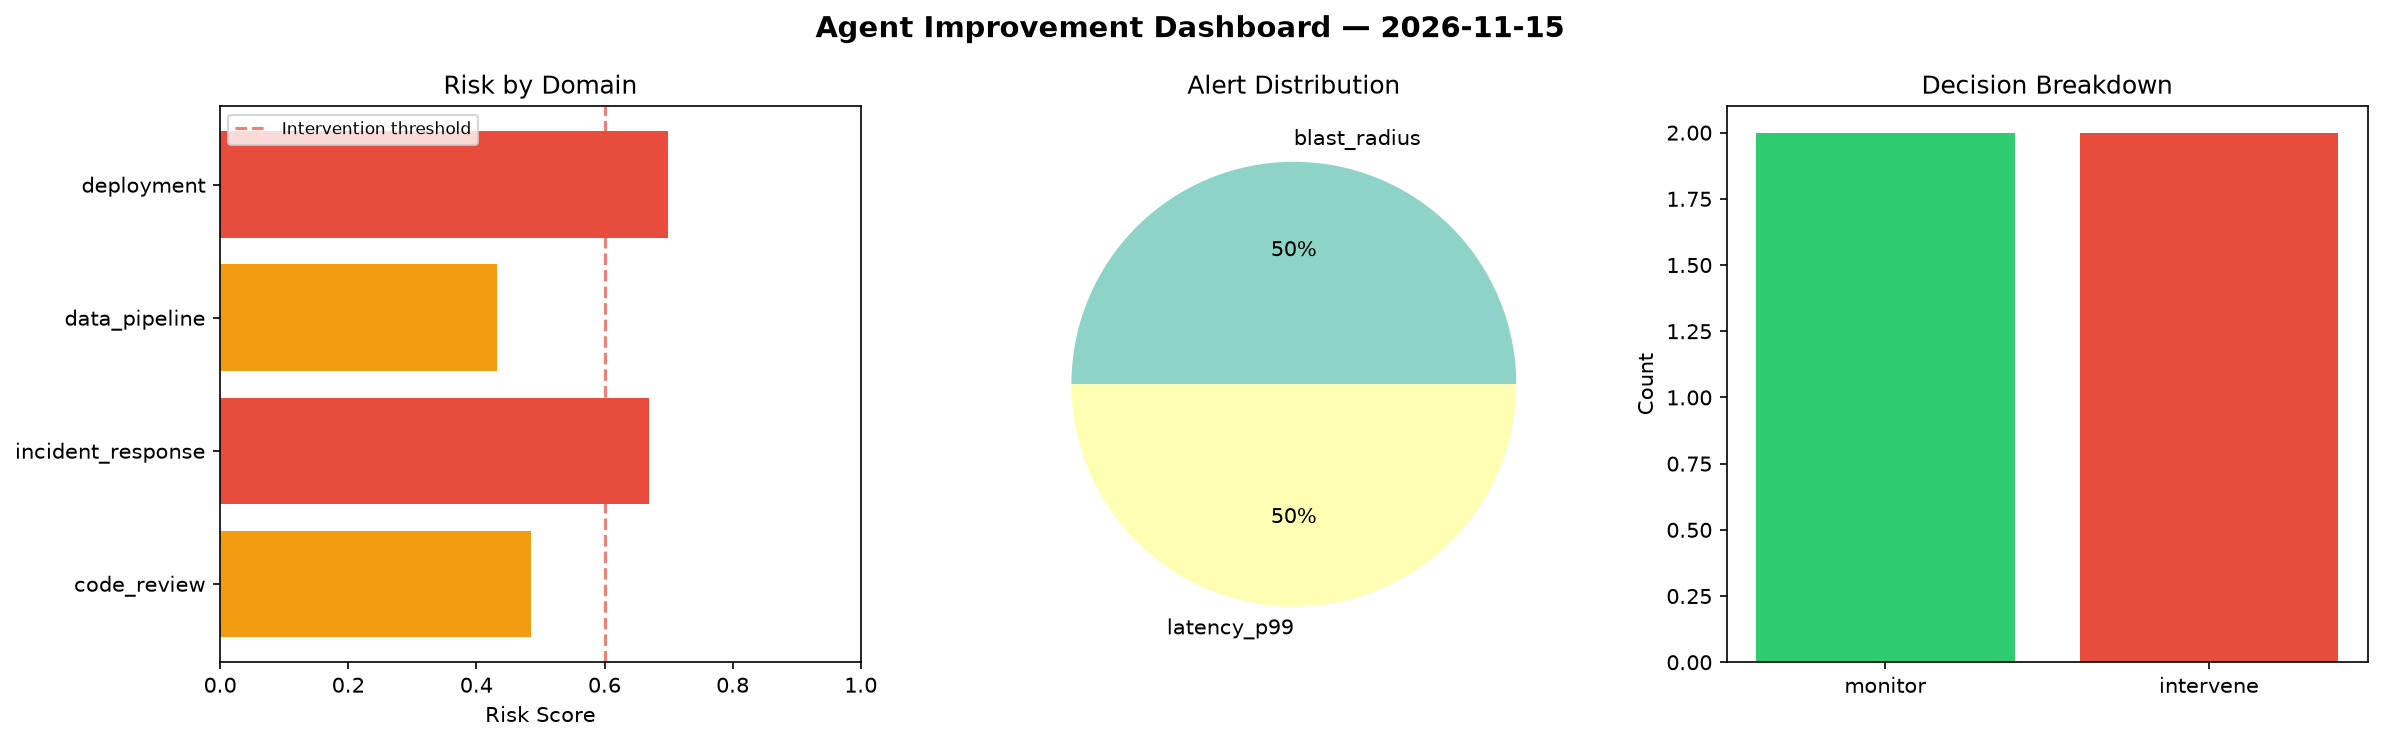 Agent Improvement Dashboard — 2026-11-15
Risk by Domain
Intervention threshold
deployment
data_pipeline
incident_response
code_review
0.0 0.2 0.4 0.6 0.8 1.0
Risk Score
Alert Distribution
blast_radius
50%
50%
latency_p99
Decision Breakdown
Count
2.00
1.75
1.50
1.25
1.00
0.75
0.50
0.25
0.00
monitor intervene